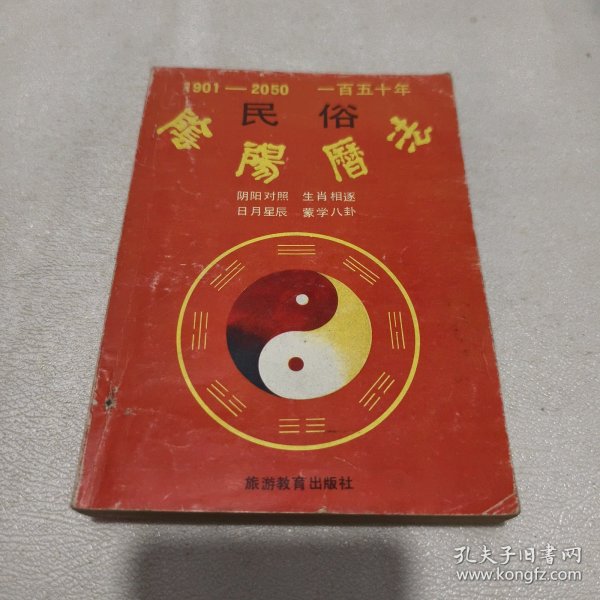 1901—2050 一百五十年
民俗
陰陽曆書
阴阳对照 生肖相逐
日月星辰 蒙学八卦
旅游教育出版社
孔夫子旧书网
www.kongfz.com